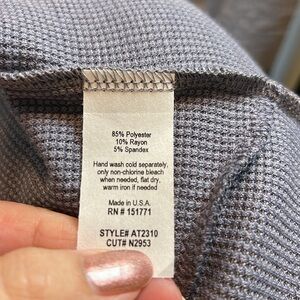 85% Polyester
10% Rayon
5% Spandex
Hand wash cold separately,
only non-chlorine bleach
when needed, flat dry,
warm iron if needed
Made in U.S.A.
RN # 151771
STYLE# AT2310
CUT# N2953